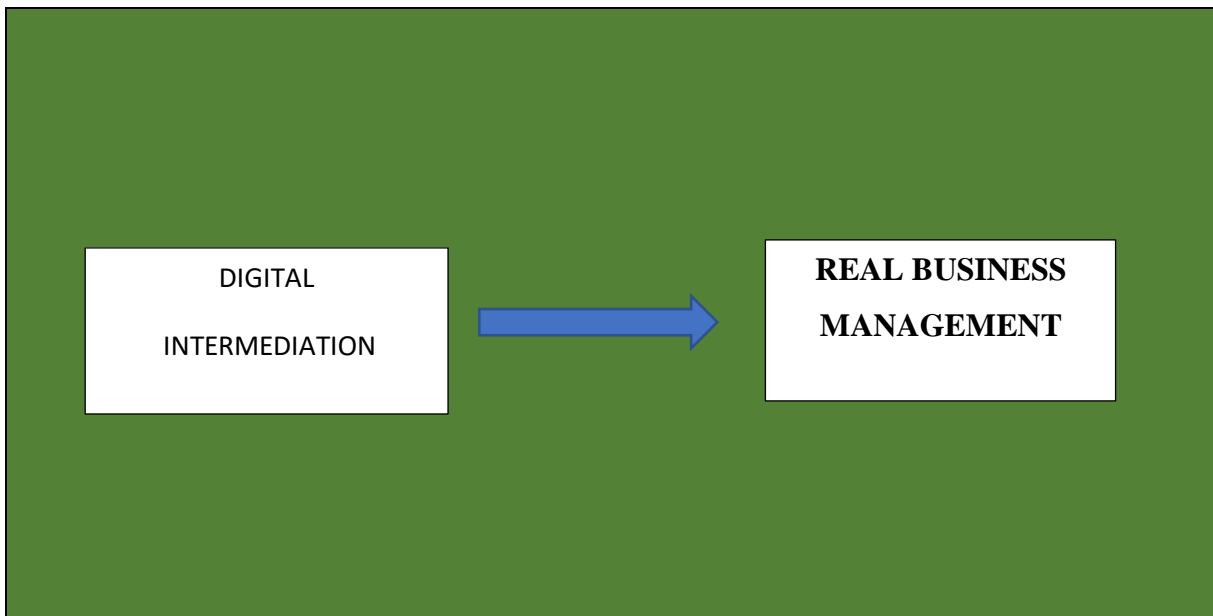 DIGITAL
INTERMEDIATION
REAL BUSINESS
MANAGEMENT